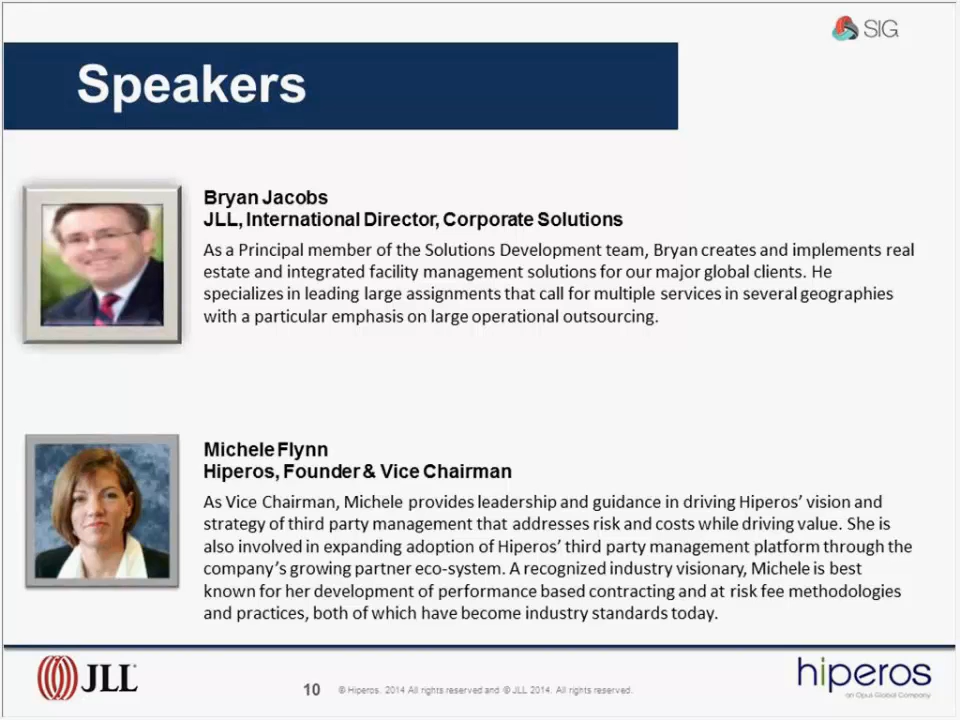 SIG
Speakers
Bryan Jacobs
JLL, International Director, Corporate Solutions
As a Principal member of the Solutions Development team, Bryan creates and implements real
estate and integrated facility management solutions for our major global clients. He
specializes in leading large assignments that call for multiple services in several geographies
with a particular emphasis on large operational outsourcing.
Michele Flynn
Hiperos, Founder & Vice Chairman
As Vice Chairman, Michele provides leadership and guidance in driving Hiperos’ vision and
strategy of third party management that addresses risk and costs while driving value. She is
also involved in expanding adoption of Hiperos’ third party management platform through the
company’s growing partner eco-system. A recognized industry visionary, Michele is best
known for her development of performance based contracting and at risk fee methodologies
and practices, both of which have become industry standards today.
JLL
10 © Hiperos. 2014 All rights reserved and © JLL 2014. All rights reserved.
hiperos
an Opus Global Company